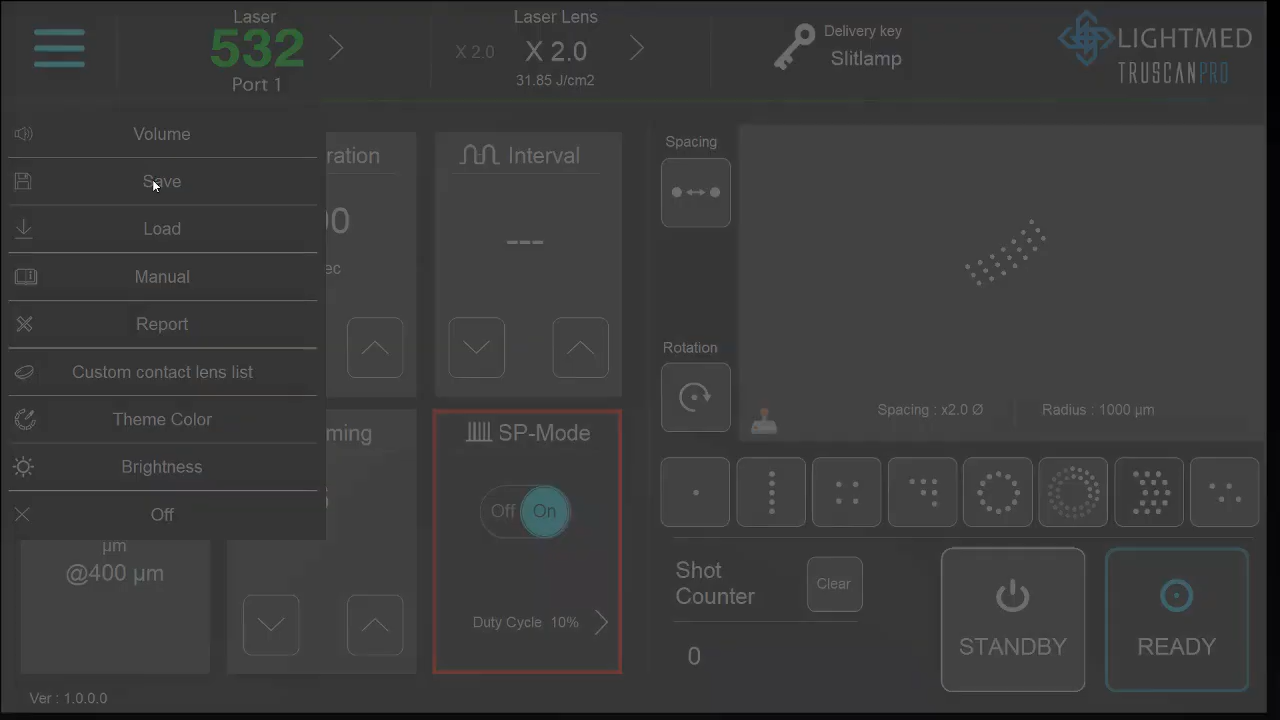 Laser
532
Port 1
X 2.0
Laser Lens
X 2.0
31.85 J/cm2
Delivery key
Slitlamp
LIGHTMED
TRUSCANPRO
Volume
Save
Load
Manual
Report
Custom contact lens list
Theme Color
Brightness
Off
ration
00
ec
ming
µm
@400 µm
Interval
---
SP-Mode
Off On
Duty Cycle 10%
Spacing
Rotation
Spacing : x2.0 Ø
Radius : 1000 µm
Shot
Counter
Clear
0
STANDBY
READY
Ver : 1.0.0.0